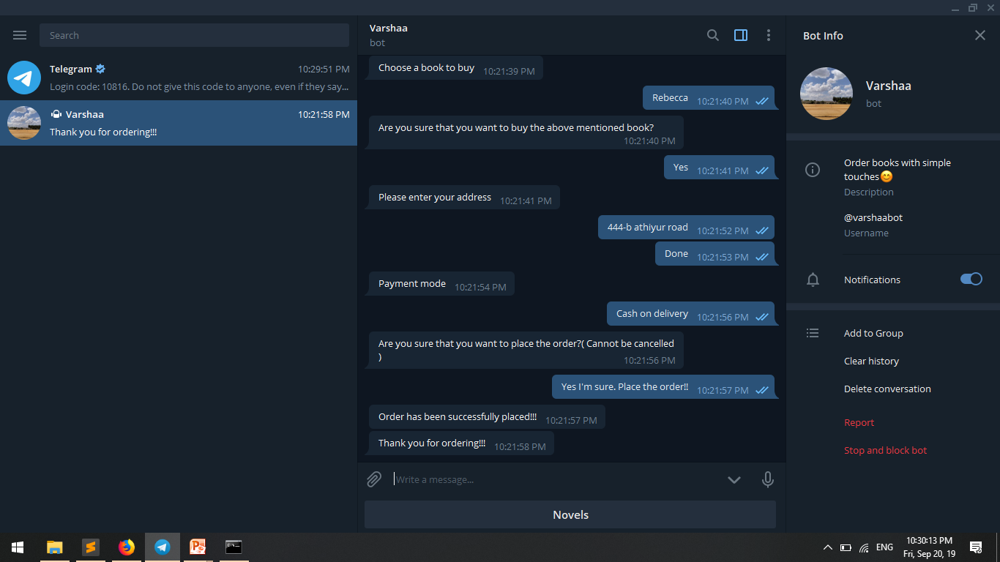 Search
Telegram
10:29:51 PM
Login code: 10816. Do not give this code to anyone, even if they say...
Varshaa
10:21:58 PM
Thank you for ordering!!!
Varshaa
bot
Choose a book to buy
10:21:39 PM
Rebecca
10:21:40 PM
Are you sure that you want to buy the above mentioned book?
10:21:40 PM
Yes
10:21:41 PM
Please enter your address
10:21:41 PM
444-b athiyur road
10:21:52 PM
Done
10:21:53 PM
Payment mode
10:21:54 PM
Cash on delivery
10:21:56 PM
Are you sure that you want to place the order?( Cannot be cancelled
)
10:21:56 PM
Yes I'm sure. Place the order!!
10:21:57 PM
Order has been successfully placed!!!
10:21:57 PM
Thank you for ordering!!!
10:21:58 PM
Write a message...
Novels
Bot Info
Varshaa
bot
Order books with simple
touches😊
Description
@varshaabot
Username
Notifications
Add to Group
Clear history
Delete conversation
Report
Stop and block bot
ENG
10:30:13 PM
Fri, Sep 20, 19